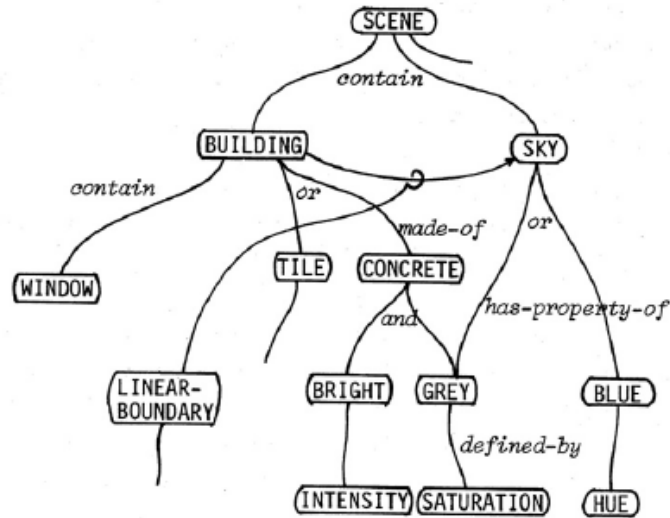 SCENE
contain
BUILDING
SKY
contain
or
or
made-of
WINDOW
TILE
CONCRETE
and
has-property-of
LINEAR-
BOUNDARY
BRIGHT
GREY
BLUE
defined-by
INTENSITY
SATURATION
HUE